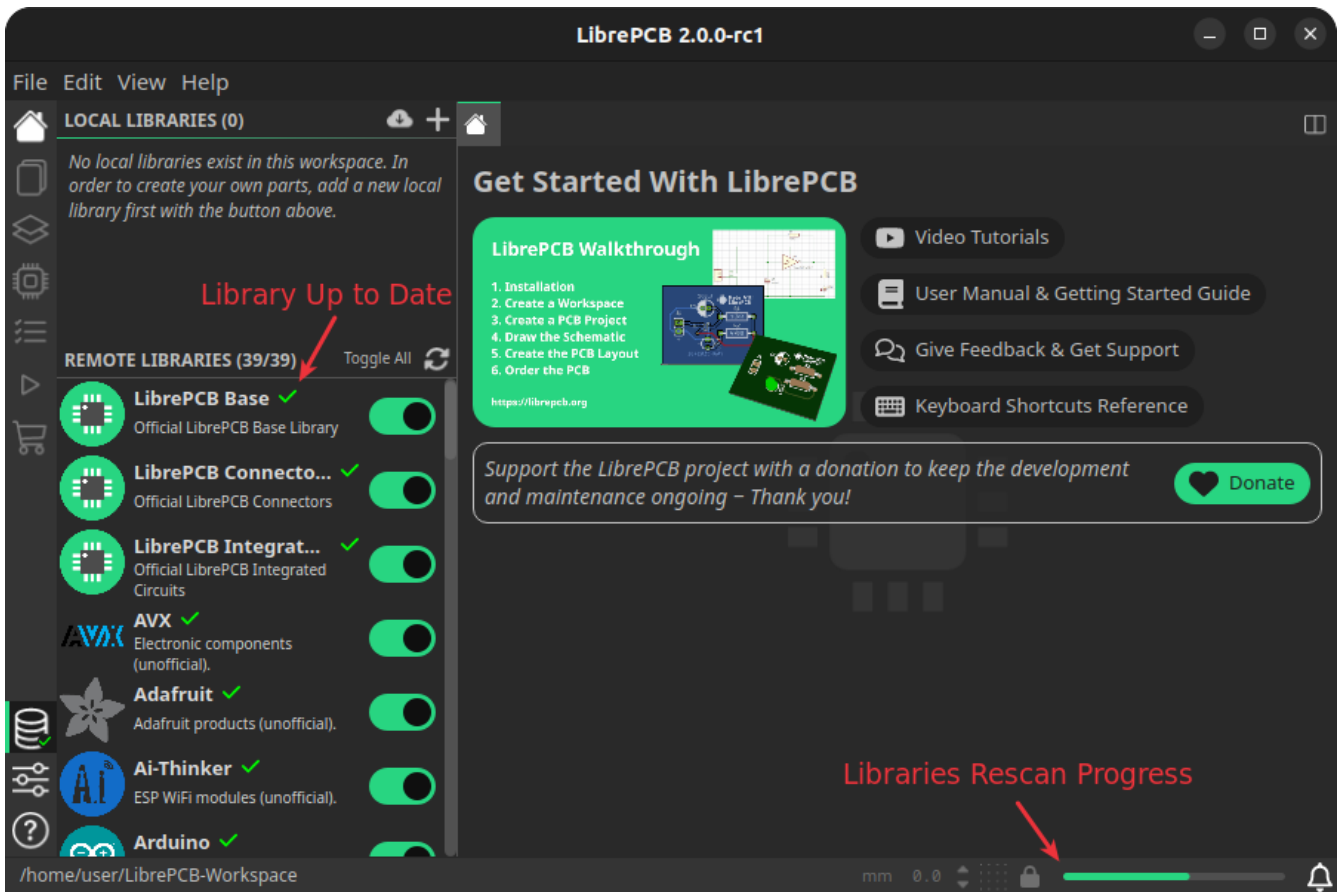 LibrePCB 2.0.0-rc1
File Edit View Help
LOCAL LIBRARIES (0)
No local libraries exist in this workspace. In
order to create your own parts, add a new local
library first with the button above.
Library Up to Date
REMOTE LIBRARIES (39/39) Toggle All
LibrePCB Base
Official LibrePCB Base Library
LibrePCB Connecto...
Official LibrePCB Connectors
LibrePCB Integrat...
Official LibrePCB Integrated
Circuits
AVX
AVX
Electronic components
(unofficial).
Adafruit
Adafruit products (unofficial).
Ai
Ai-Thinker
ESP WiFi modules (unofficial).
Arduino
Get Started With LibrePCB
LibrePCB Walkthrough
1. Installation
2. Create a Workspace
3. Create a PCB Project
4. Draw the Schematic
5. Create the PCB Layout
6. Order the PCB
https://librepcb.org
Video Tutorials
User Manual & Getting Started Guide
Give Feedback & Get Support
Keyboard Shortcuts Reference
Support the LibrePCB project with a donation to keep the development
and maintenance ongoing – Thank you!
Donate
Libraries Rescan Progress
/home/user/LibrePCB-Workspace
mm 0.0